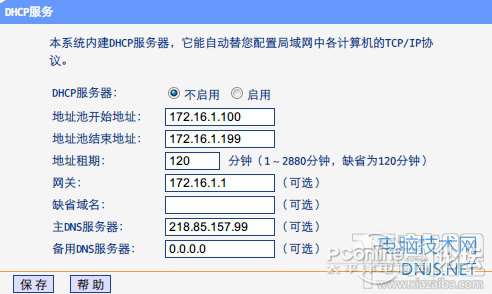 DHCP服务
本系统内建DHCP服务器，它能自动替您配置局域网中各计算机的TCP/IP协
议。
DHCP服务器： 不启用 启用
地址池开始地址： 172.16.1.100
地址池结束地址： 172.16.1.199
地址租期： 120 分钟（1～2880分钟，缺省为120分钟）
网关： 172.16.1.1 （可选）
缺省域名： （可选）
主DNS服务器： 218.85.157.99 （可选）
备用DNS服务器： 0.0.0.0 （可选）
保存 帮助
电脑技术网
DNJS.NET
PConline
www.xiazaiba.com